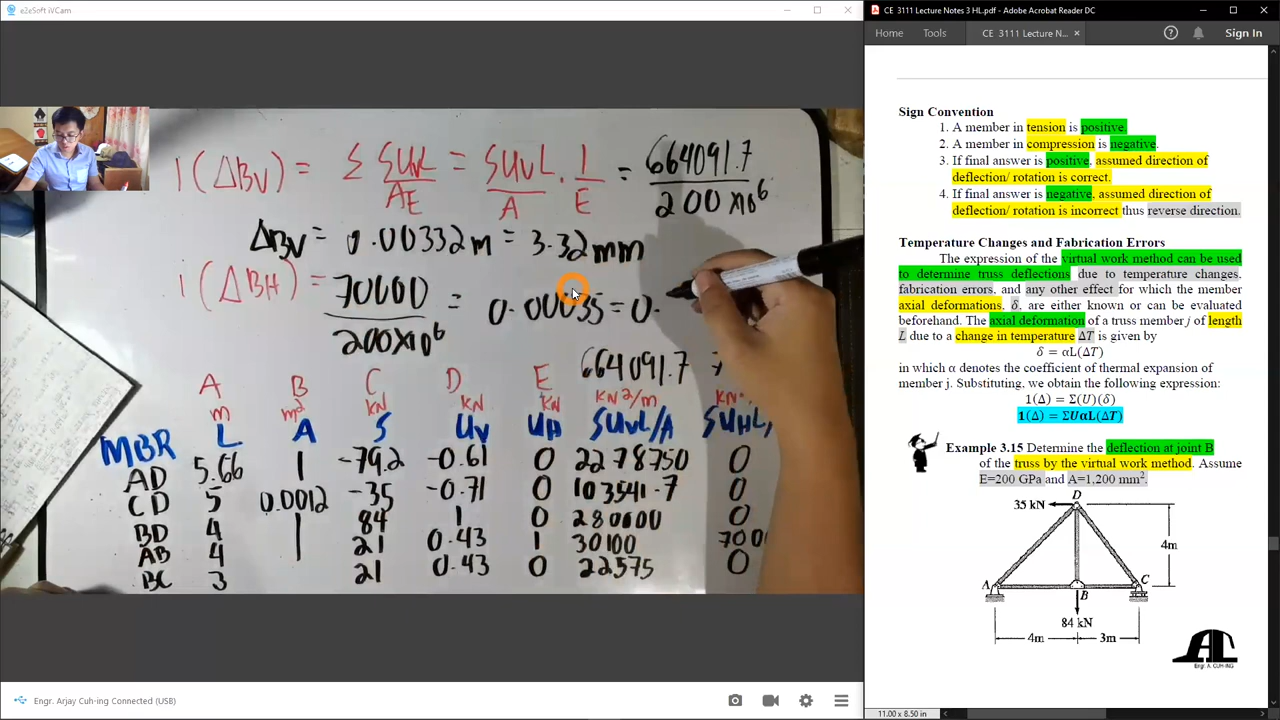 e2eSoft iVCam
1(ΔBV) = Σ SUvL/AE = SUvL/A · 1/E = 664091.7/200x10⁶
ΔBV = 0.00332m = 3.32mm
1(ΔBH) = 70000/200x10⁶ = 0.00035 = 0.
664091.7 7
A B C D E
m m² kN kN kN kN²/m kN
MBR L A S UV UH SUVL/A SUHL/
AD 5.66 -79.2 -0.61 0 2278750 0
CD 5 0.0012 -35 -0.71 0 103541.7 0
BD 4 84 1 0 280000 0
AB 4 21 0.43 1 30100 7000
BC 3 21 0.43 0 22575 0
Engr. Arjay Cuh-ing Connected (USB)
CE 3111 Lecture Notes 3 HL.pdf - Adobe Acrobat Reader DC
Home Tools CE 3111 Lecture N... × Sign In
Sign Convention
1. A member in tension is positive.
2. A member in compression is negative.
3. If final answer is positive, assumed direction of
deflection/ rotation is correct.
4. If final answer is negative, assumed direction of
deflection/ rotation is incorrect thus reverse direction.
Temperature Changes and Fabrication Errors
The expression of the virtual work method can be used
to determine truss deflections due to temperature changes,
fabrication errors, and any other effect for which the member
axial deformations, δ, are either known or can be evaluated
beforehand. The axial deformation of a truss member j of length
L due to a change in temperature ΔT is given by
δ = αL(ΔT)
in which α denotes the coefficient of thermal expansion of
member j. Substituting, we obtain the following expression:
1(Δ) = Σ(U)(δ)
1(Δ) = ΣUαL(ΔT)
Example 3.15 Determine the deflection at joint B
of the truss by the virtual work method. Assume
E=200 GPa and A=1,200 mm².
D
35 kN
4m
A B C
84 kN
4m 3m
Engr. A. CUH-ING
11.00 x 8.50 in